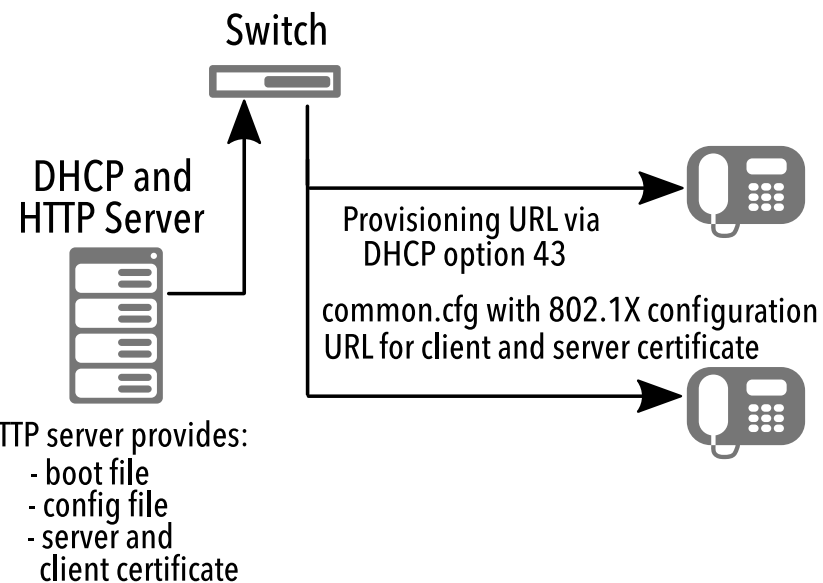 Switch
DHCP and
HTTP Server
Provisioning URL via
DHCP option 43
common.cfg with 802.1X configuration
URL for client and server certificate
TTP server provides:
- boot file
- config file
- server and
client certificate